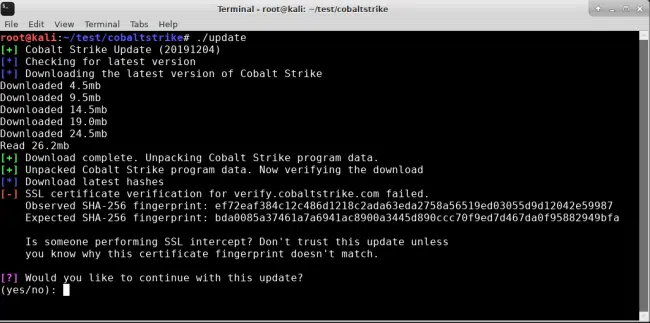 Terminal - root@kali: ~/test/cobaltstrike
File Edit View Terminal Tabs Help
root@kali:~/test/cobaltstrike# ./update
[+] Cobalt Strike Update (20191204)
[*] Checking for latest version
[*] Downloading the latest version of Cobalt Strike
Downloaded 4.5mb
Downloaded 9.5mb
Downloaded 14.5mb
Downloaded 19.0mb
Downloaded 24.5mb
Read 26.2mb
[+] Download complete. Unpacking Cobalt Strike program data.
[+] Unpacked Cobalt Strike program data. Now verifying the download
[*] Download latest hashes
[-] SSL certificate verification for verify.cobaltstrike.com failed.
Observed SHA-256 fingerprint: ef72eaf384c12c486d1218c2ada63eda2758a56519ed03055d9d12042e59987
Expected SHA-256 fingerprint: bda0085a37461a7a6941ac8900a3445d890ccc70f9ed7d467da0f95882949bfa
Is someone performing SSL intercept? Don't trust this update unless
you know why this certificate fingerprint doesn't match.
[?] Would you like to continue with this update?
(yes/no):